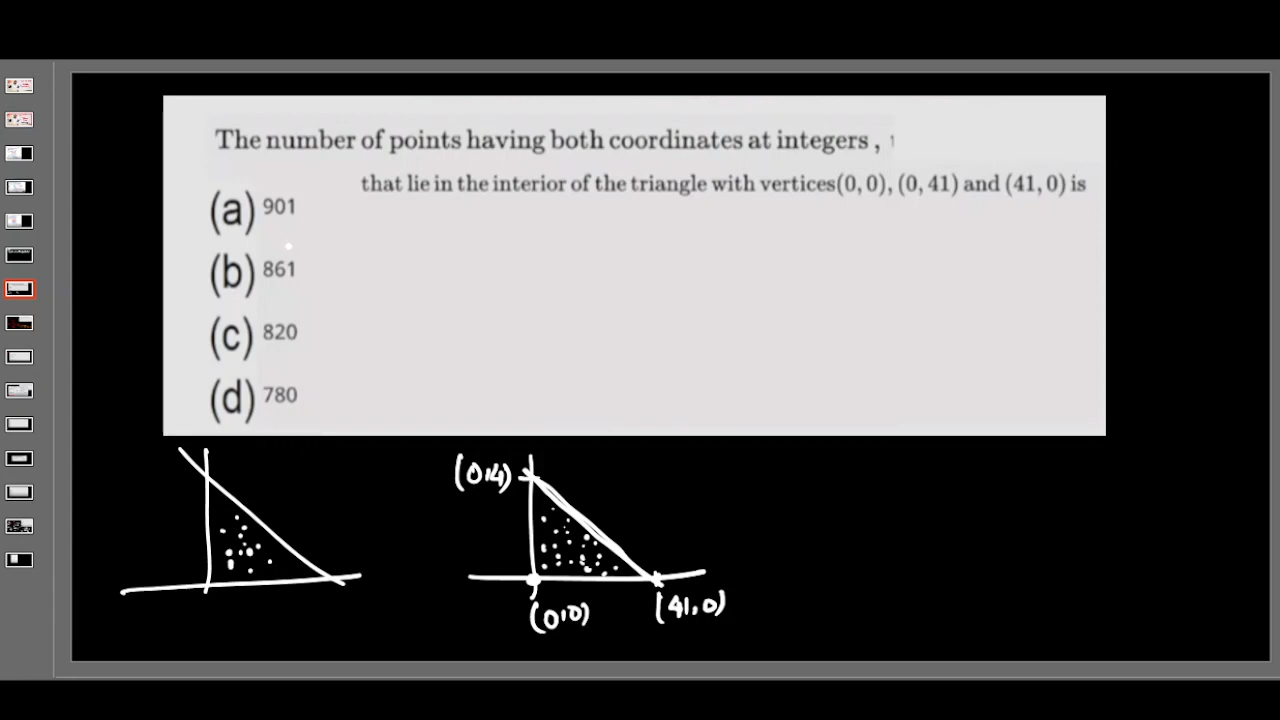 The number of points having both coordinates at integers ,
that lie in the interior of the triangle with vertices(0, 0), (0, 41) and (41, 0) is
(a) 901
(b) 861
(c) 820
(d) 780
(0,4)
(0,0)
(41,0)